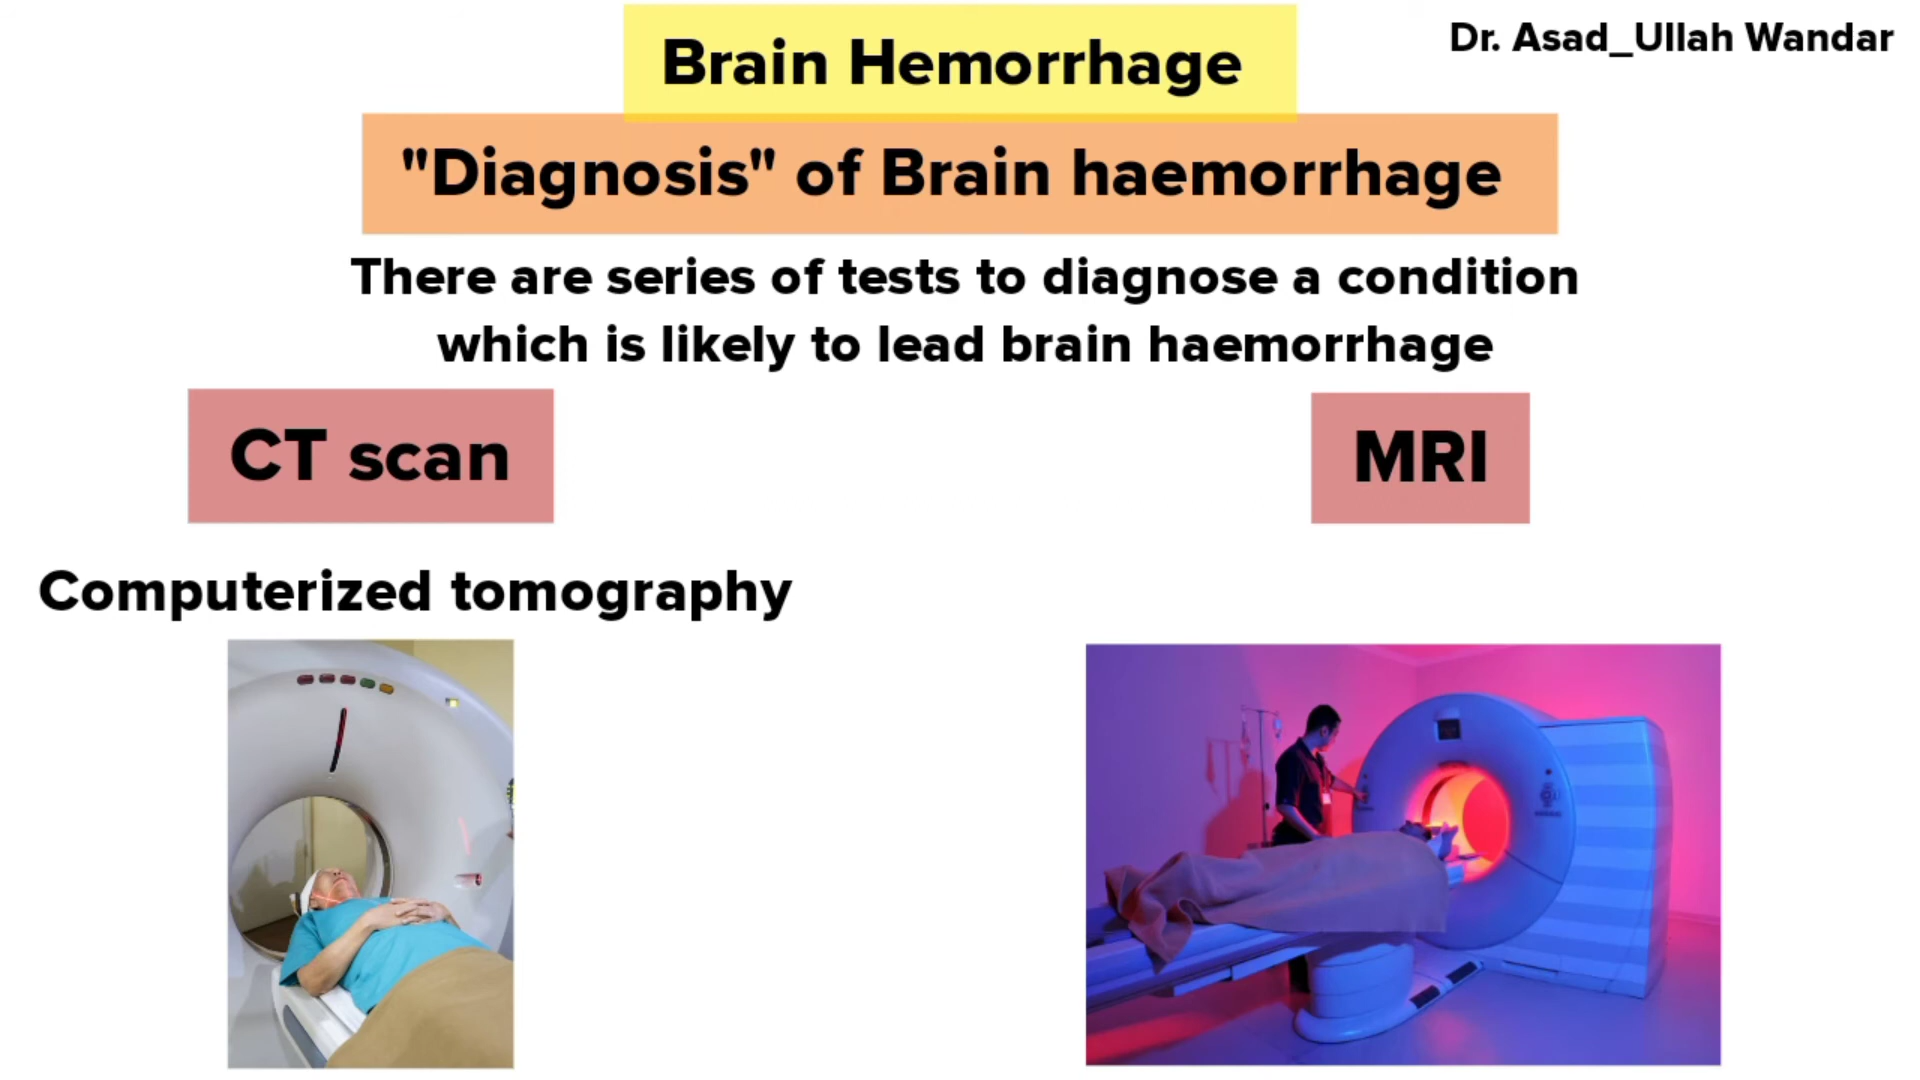 Brain Hemorrhage
Dr. Asad_Ullah Wandar
"Diagnosis" of Brain haemorrhage
There are series of tests to diagnose a condition
which is likely to lead brain haemorrhage
CT scan
MRI
Computerized tomography